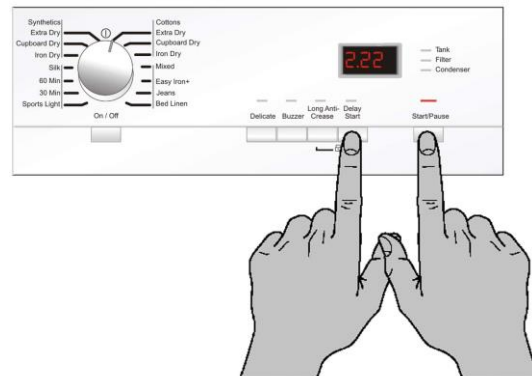 Synthetics
Extra Dry
Cupboard Dry
Iron Dry
Silk
60 Min
30 Min
Sports Light
Cottons
Extra Dry
Cupboard Dry
Iron Dry
Mixed
Easy Iron+
Jeans
Bed Linen
On / Off
2.22
Tank
Filter
Condenser
Delicate
Buzzer
Long Anti-
Crease
Delay
Start
Start/Pause